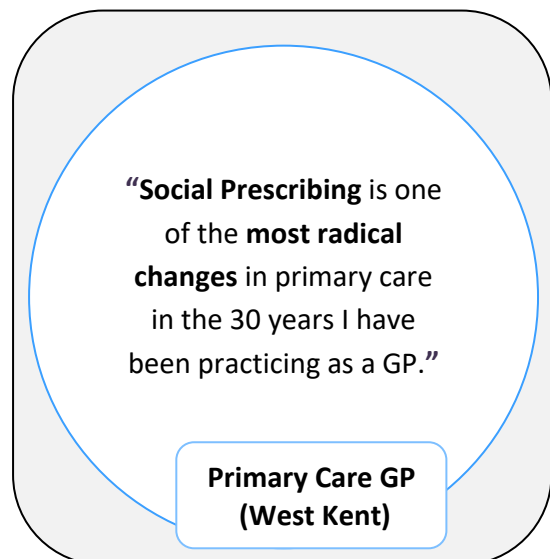 “Social Prescribing is one
of the most radical
changes in primary care
in the 30 years I have
been practicing as a GP.”
Primary Care GP
(West Kent)